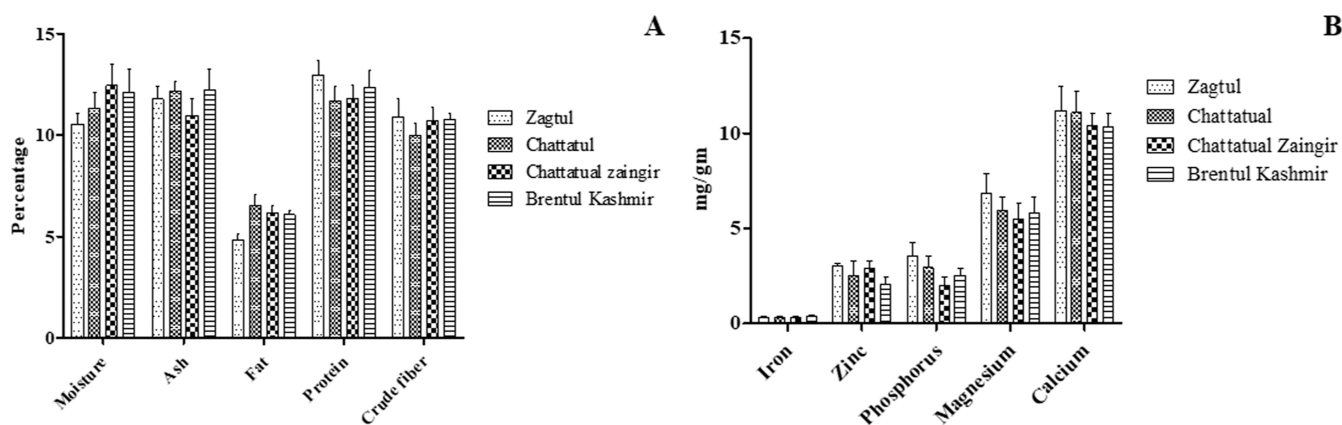 A
15
10
5
0
Percentage
Moisture
Ash
Fat
Protein
Crude fiber
Zagtul
Chattatul
Chattatual zaingir
Brentul Kashmir
B
15
10
5
0
mg/gm
Iron
Zinc
Phosphorus
Magnesium
Calcium
Zagtul
Chattatual
Chattatual Zaingir
Brentul Kashmir